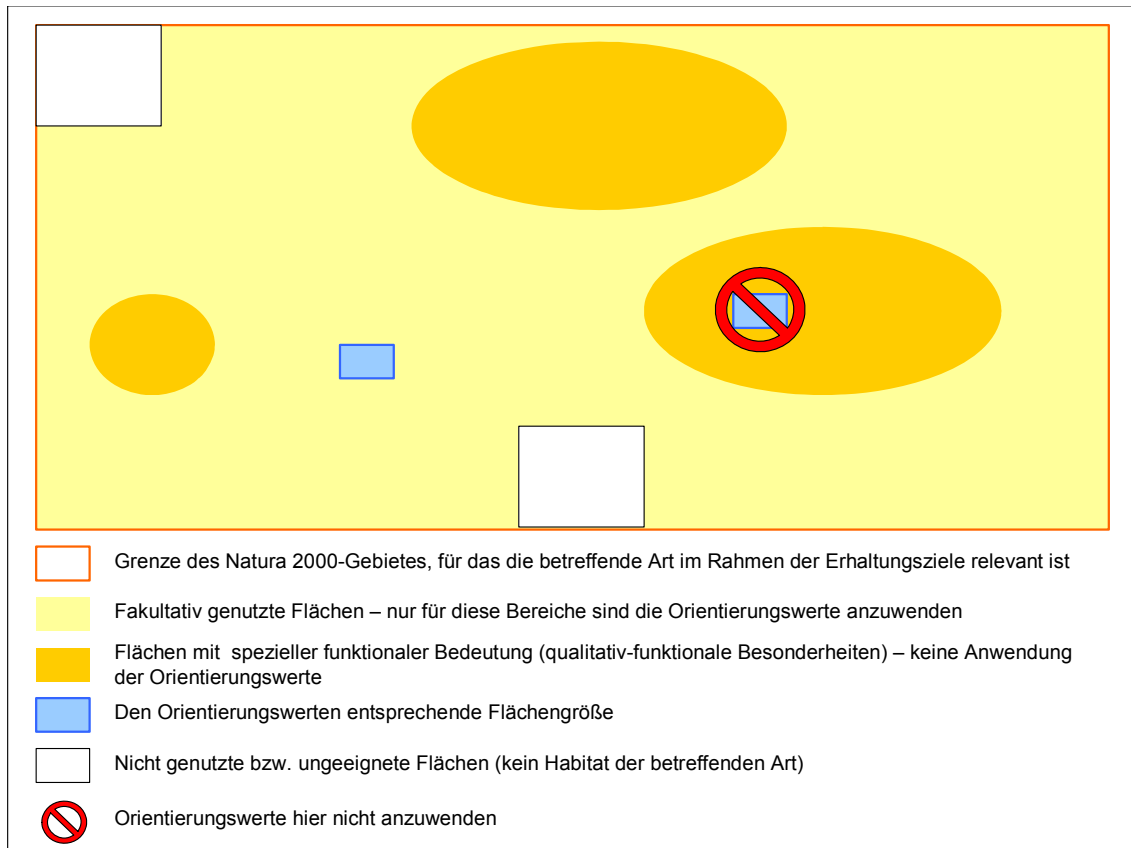 Grenze des Natura 2000-Gebietes, für das die betreffende Art im Rahmen der Erhaltungsziele relevant ist
Fakultativ genutzte Flächen – nur für diese Bereiche sind die Orientierungswerte anzuwenden
Flächen mit spezieller funktionaler Bedeutung (qualitativ-funktionale Besonderheiten) – keine Anwendung
der Orientierungswerte
Den Orientierungswerten entsprechende Flächengröße
Nicht genutzte bzw. ungeeignete Flächen (kein Habitat der betreffenden Art)
Orientierungswerte hier nicht anzuwenden